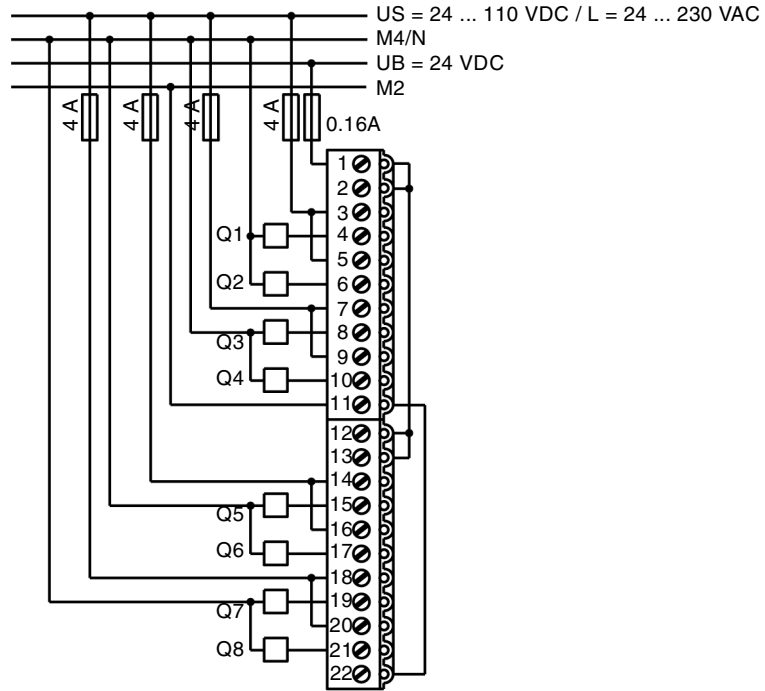 US = 24 ... 110 VDC / L = 24 ... 230 VAC
M4/N
UB = 24 VDC
M2
4 A
4 A
4 A
4 A
0.16A
1
2
3
Q1
4
5
Q2
6
7
8
Q3
9
Q4
10
11
12
13
14
15
Q5
16
Q6
17
18
19
Q7
20
Q8
21
22